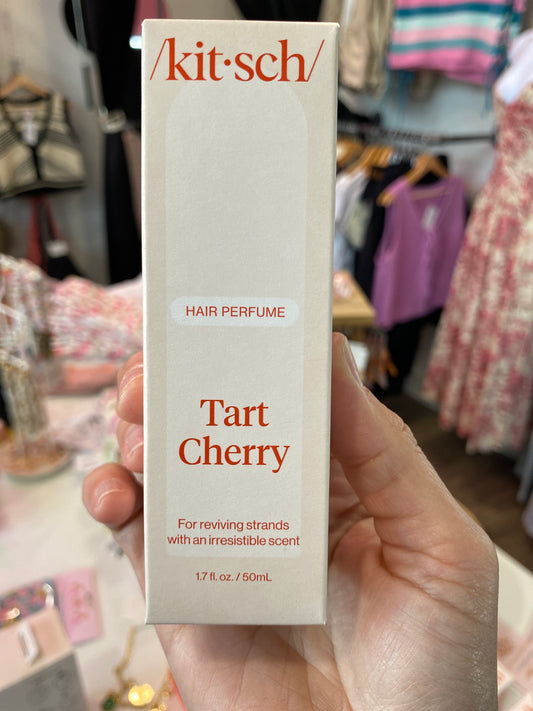 /kit·sch/
HAIR PERFUME
Tart
Cherry
For reviving strands
with an irresistible scent
1.7 fl. oz. / 50mL